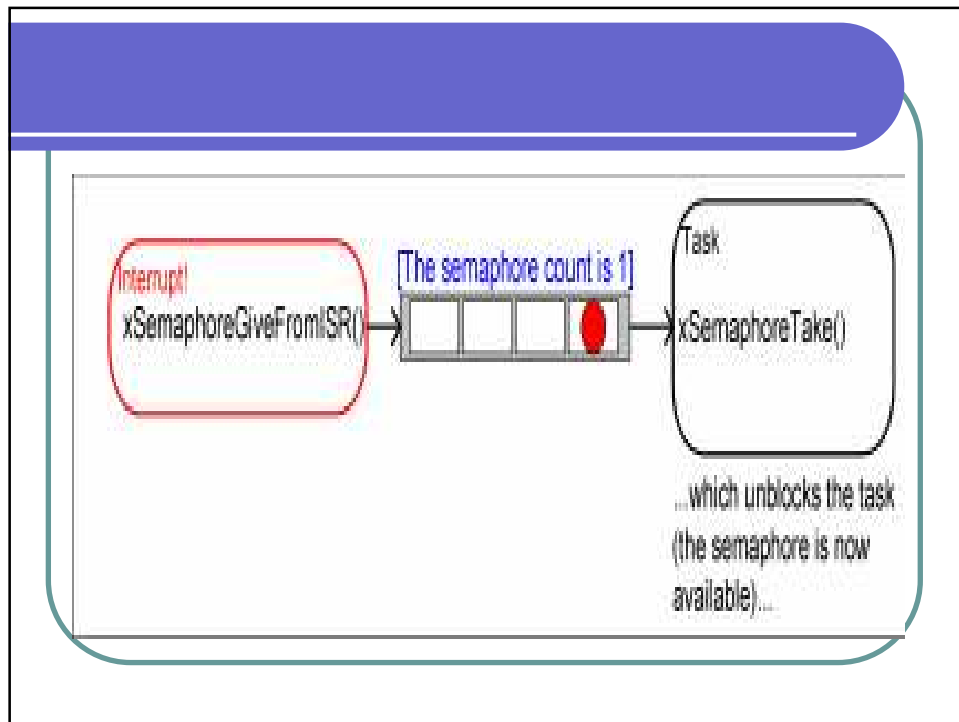 Interrupt!
xSemaphoreGiveFromISR()
[The semaphore count is 1]
Task
xSemaphoreTake()
...which unblocks the task
(the semaphore is now
available)...